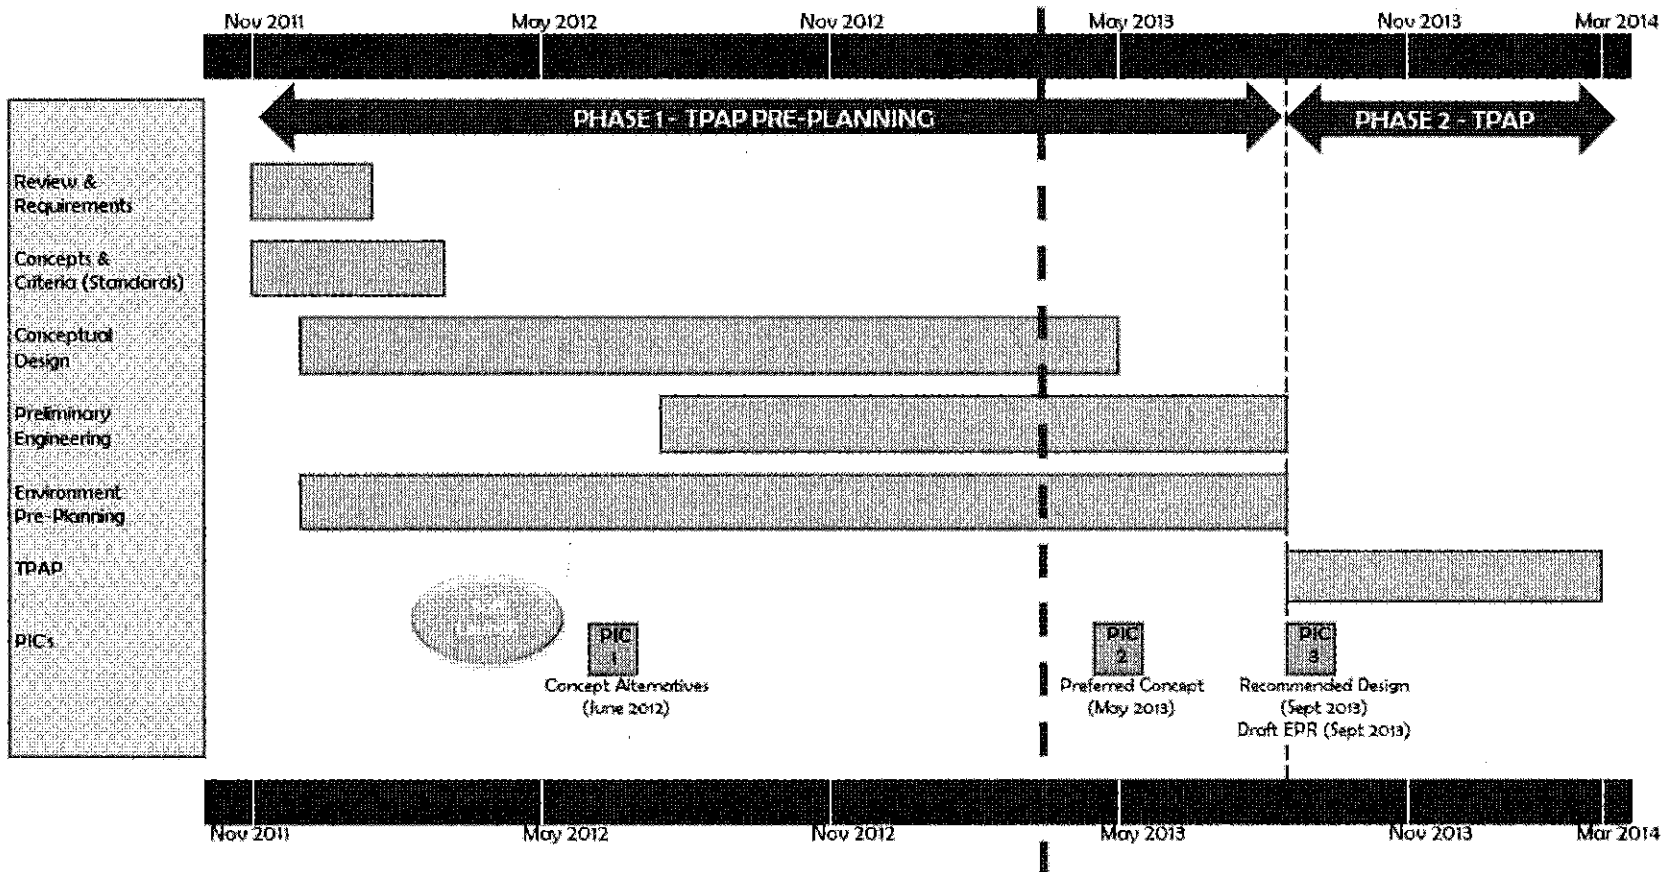 Nov 2011 May 2012 Nov 2012 May 2013 Nov 2013 Mar 2014
PHASE 1 - TPAP PRE-PLANNING PHASE 2 - TPAP
Review &
Requirements
Concepts &
Criteria (Standards)
Conceptual
Design
Preliminary
Engineering
Environment
Pre-Planning
TPAP
PICs
PIC
1
Concept Alternatives
(June 2012)
PIC
2
Preferred Concept
(May 2013)
PIC
3
Recommended Design
(Sept 2013)
Draft EPR (Sept 2013)
Nov 2011 May 2012 Nov 2012 May 2013 Nov 2013 Mar 2014